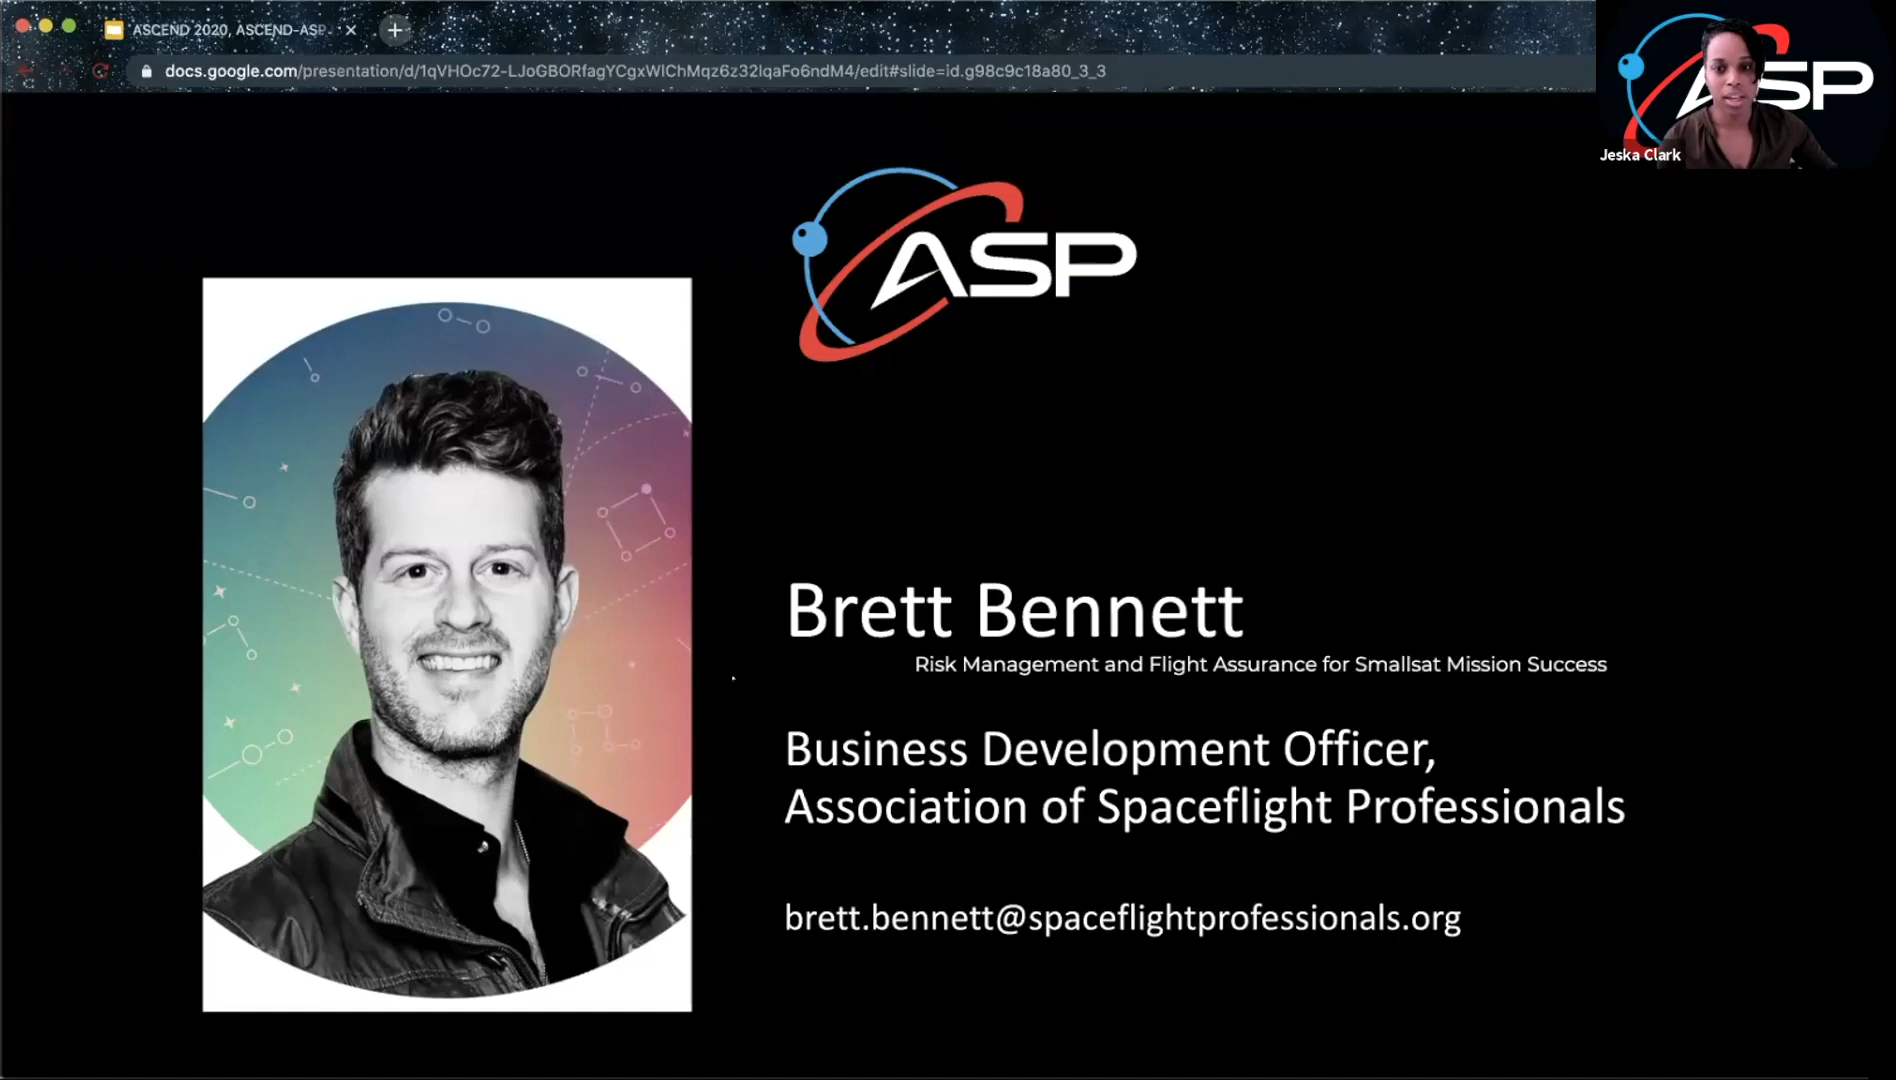 ASCEND 2020, ASCEND-ASP
docs.google.com/presentation/d/1qVHOc72-LJoGBORfagYCgxWlChMqz6z32lqaFo6ndM4/edit#slide=id.g98c9c18a80_3_3
ASP
Jeska Clark
ASP
Brett Bennett
Risk Management and Flight Assurance for Smallsat Mission Success
Business Development Officer,
Association of Spaceflight Professionals
brett.bennett@spaceflightprofessionals.org